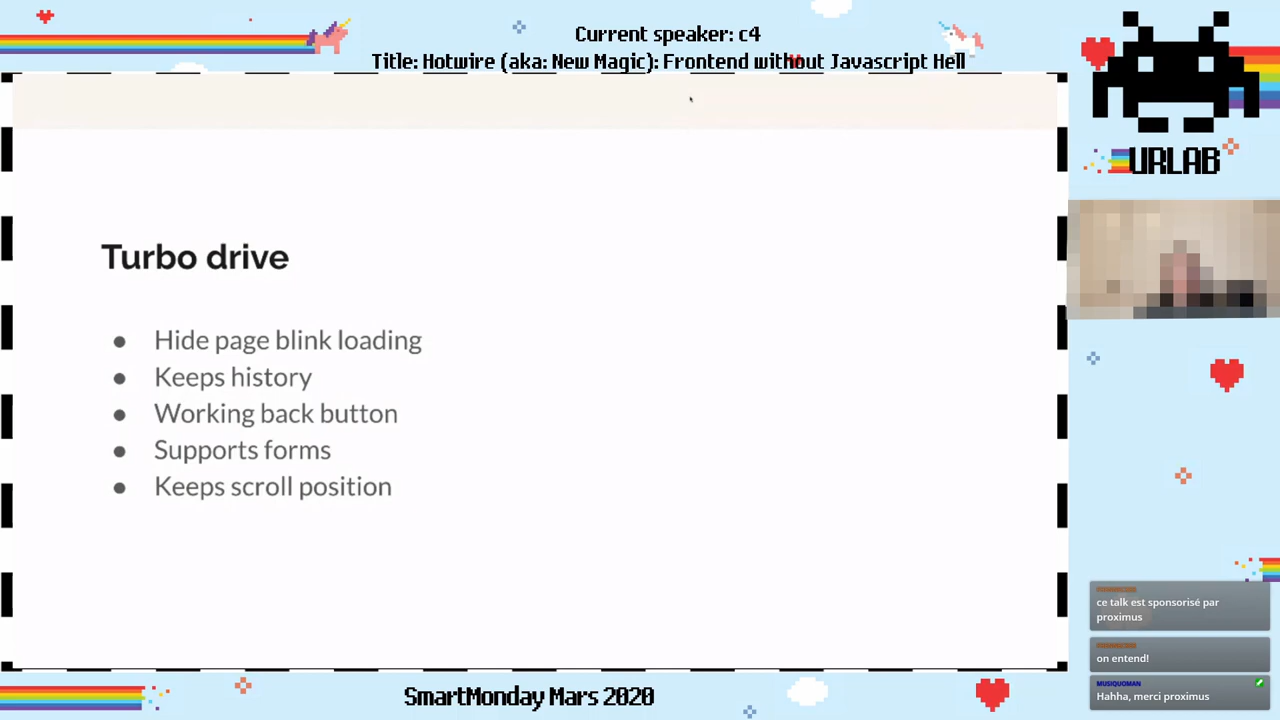 Current speaker: c4
Title: Hotwire (aka: New Magic): Frontend without Javascript Hell
URLAB
Turbo drive
● Hide page blink loading
● Keeps history
● Working back button
● Supports forms
● Keeps scroll position
ce talk est sponsorisé par
proximus
on entend!
MUSIQUOMAN
Hahha, merci proximus
SmartMonday Mars 2020